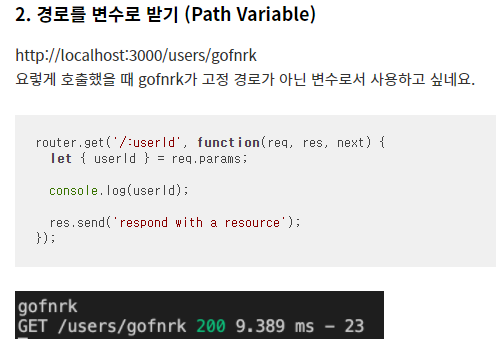 2. 경로를 변수로 받기 (Path Variable)
http://localhost:3000/users/gofnrk
요렇게 호출했을 때 gofnrk가 고정 경로가 아닌 변수로서 사용하고 싶네요.
router.get('/:userId', function(req, res, next) {
  let { userId } = req.params;
  console.log(userId);
  res.send('respond with a resource');
});
gofnrk
GET /users/gofnrk 200 9.389 ms - 23